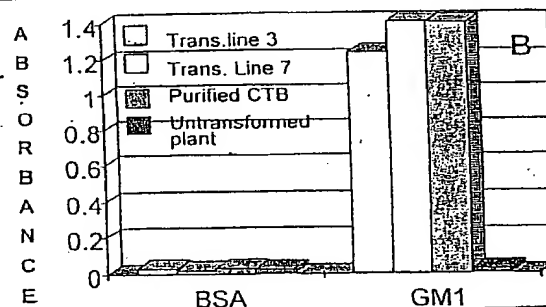 ABSORBANCE
1.4
1.2
1
0.8
0.6
0.4
0.2
0
Trans.line 3
Trans. Line 7
Purified CTB
Untransformed
plant
B
BSA
GM1